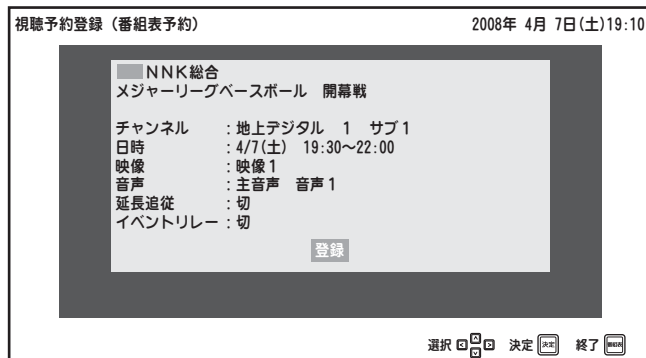 視聴予約登録（番組表予約） 2008年 4月 7日(土)19:10
NNK総合
メジャーリーグベースボール 開幕戦
チャンネル ：地上デジタル 1 サブ1
日時 ：4/7(土) 19:30～22:00
映像 ：映像1
音声 ：主音声 音声1
延長追従 ：切
イベントリレー：切
登録
選択 決定 決定 終了 番組表